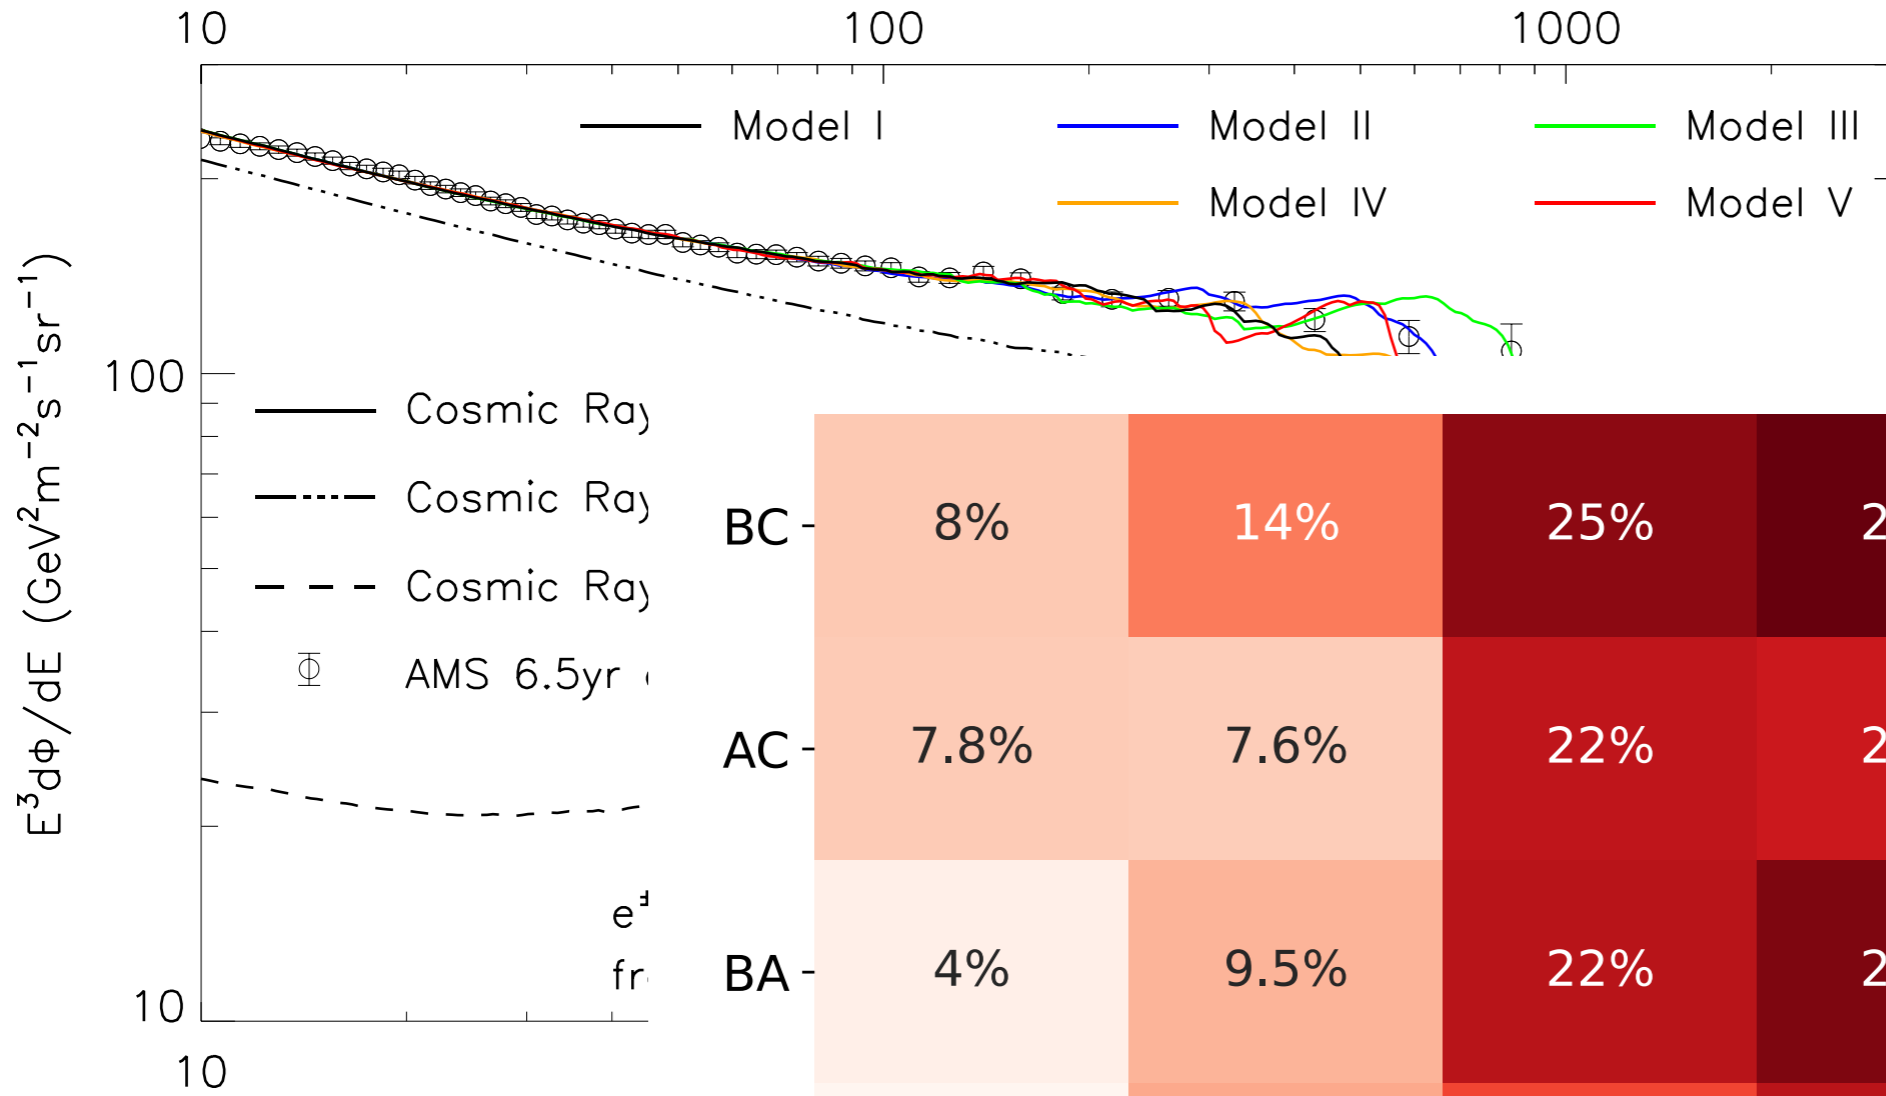 10 100 1000
Model I Model II Model III
Model IV Model V
E³dΦ/dE (GeV²m⁻²s⁻¹sr⁻¹)
100
Cosmic Ray
Cosmic Ray
Cosmic Ray
AMS 6.5yr
10
10
BC 8% 14% 25%
AC 7.8% 7.6% 22%
BA 4% 9.5% 22%